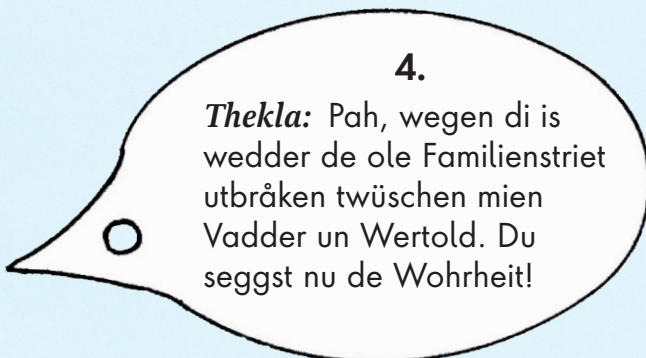 4.
Thekla: Pah, wegen di is
wedder de ole Familienstriet
utbråken twüschen mien
Vadder un Wertold. Du
seggst nu de Wohrheit!